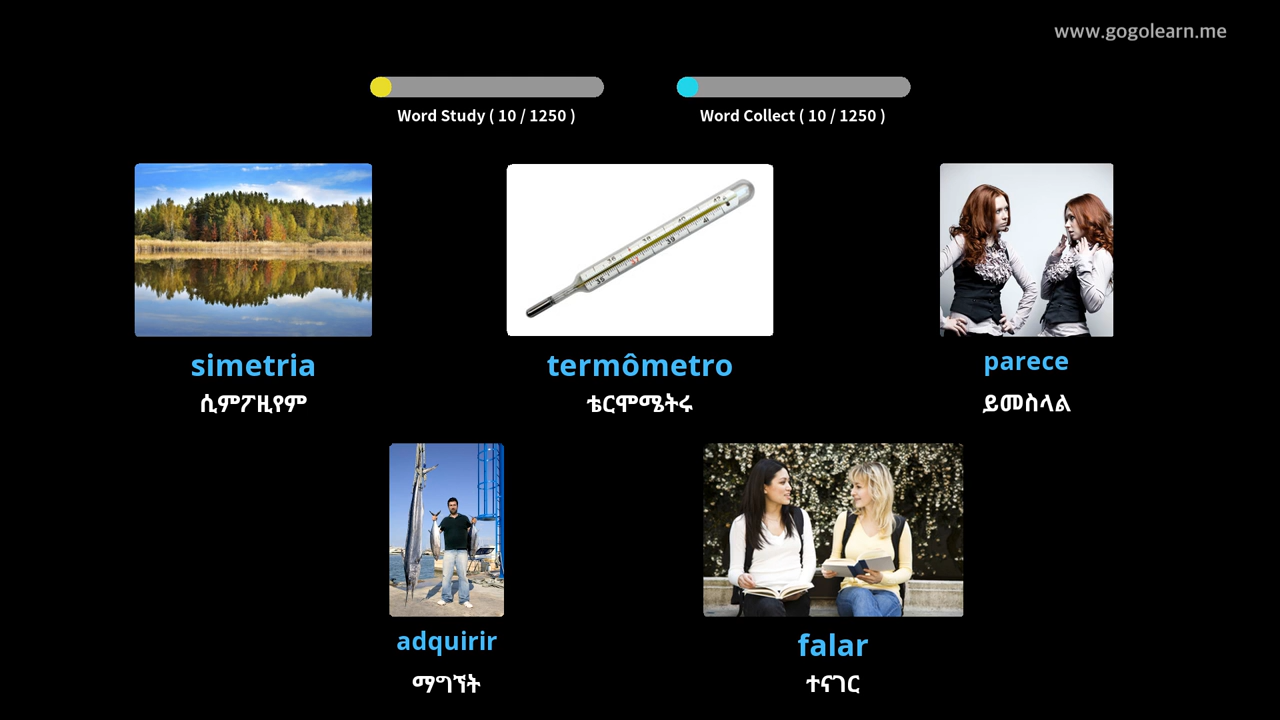 www.gogolearn.me
Word Study ( 10 / 1250 )
Word Collect ( 10 / 1250 )
simetria
ሲምፖዚየም
termômetro
ቴርሞሜትሩ
parece
ይመስላል
adquirir
ማግኘት
falar
ተናገር